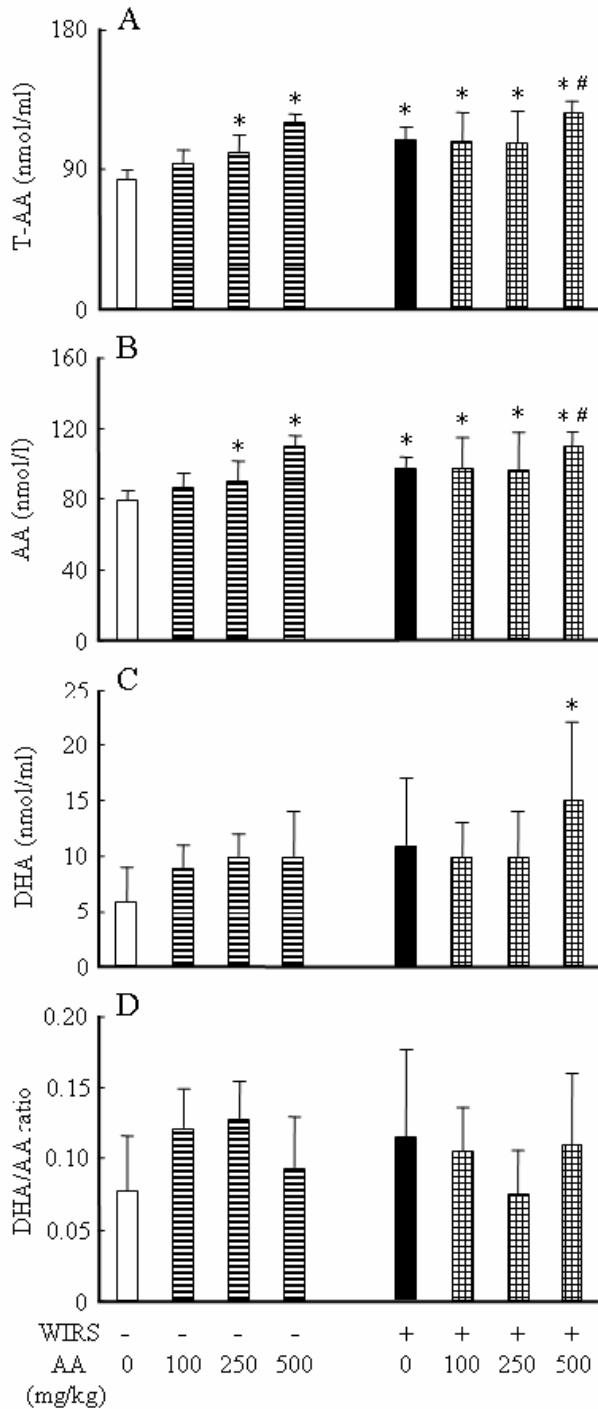 A
180
90
0
T-AA (nmol/ml)
* * * * * * #
B
160
120
80
40
0
AA (nmol/l)
* * * * * * #
C
25
20
15
10
5
0
DHA (nmol/ml)
*
D
0.20
0.15
0.10
0.05
0
DHA/AA ratio
WIRS - - - - + + + +
AA 0 100 250 500 0 100 250 500
(mg/kg)